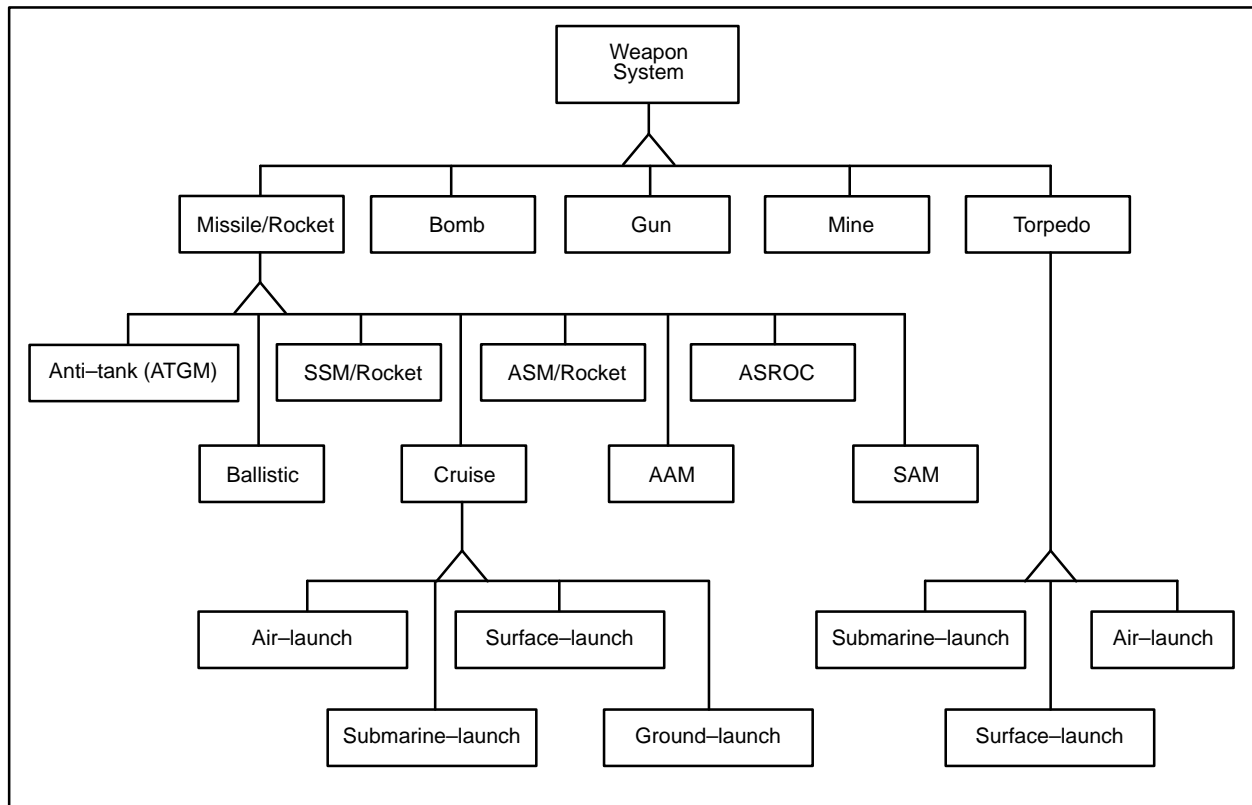 Weapon
System
Missile/Rocket
Bomb
Gun
Mine
Torpedo
Anti–tank (ATGM)
SSM/Rocket
ASM/Rocket
ASROC
Ballistic
Cruise
AAM
SAM
Air–launch
Surface–launch
Submarine–launch
Air–launch
Submarine–launch
Ground–launch
Surface–launch